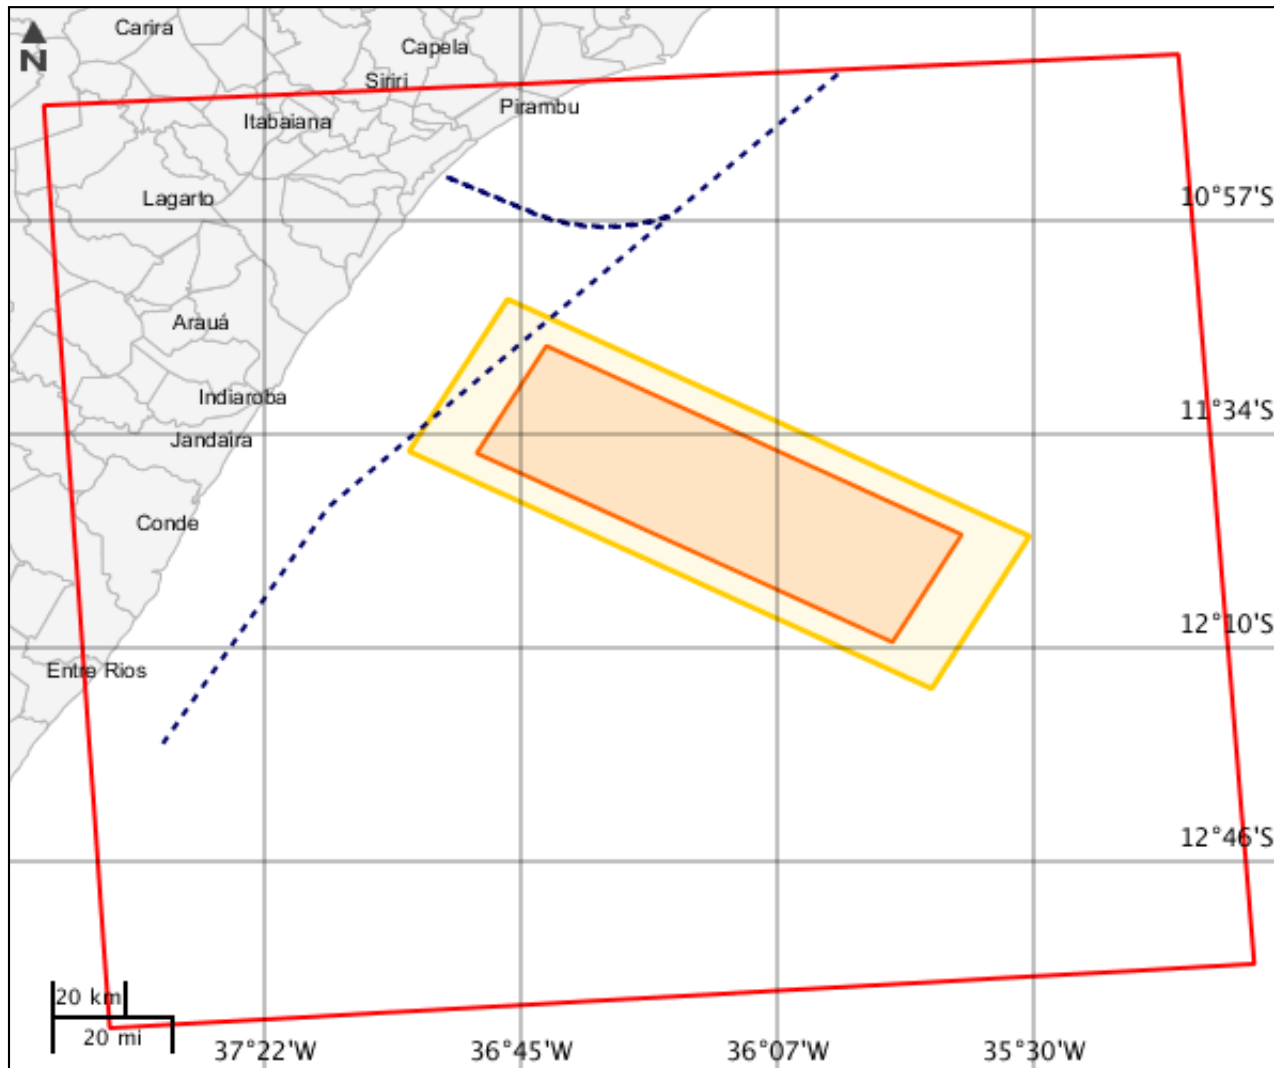 Carira
Capela
N
Siriri
Pirambu
Itabaiana
Lagarto
10°57'S
Arauá
Indiaroba
11°34'S
Jandaira
Conde
12°10'S
Entre Rios
12°46'S
20 km
20 mi
37°22'W
36°45'W
36°07'W
35°30'W